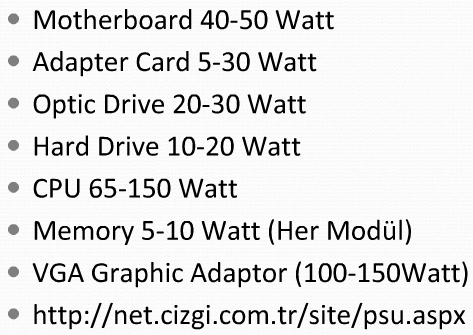 • Motherboard 40-50 Watt
• Adapter Card 5-30 Watt
• Optic Drive 20-30 Watt
• Hard Drive 10-20 Watt
• CPU 65-150 Watt
• Memory 5-10 Watt (Her Modül)
• VGA Graphic Adaptor (100-150Watt)
• http://net.cizgi.com.tr/site/psu.aspx